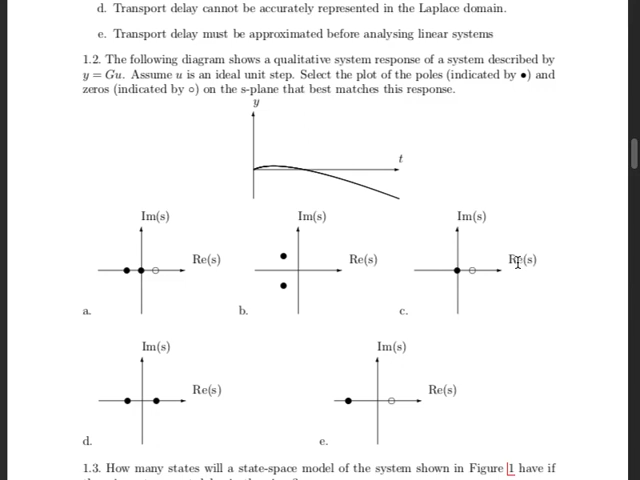 d. Transport delay cannot be accurately represented in the Laplace domain.
e. Transport delay must be approximated before analysing linear systems
1.2. The following diagram shows a qualitative system response of a system described by
y = Gu. Assume u is an ideal unit step. Select the plot of the poles (indicated by ●) and
zeros (indicated by ○) on the s-plane that best matches this response.
y
t
Im(s)
Re(s)
a.
Im(s)
Re(s)
b.
Im(s)
Re(s)
c.
Im(s)
Re(s)
d.
Im(s)
Re(s)
e.
1.3. How many states will a state-space model of the system shown in Figure 1 have if